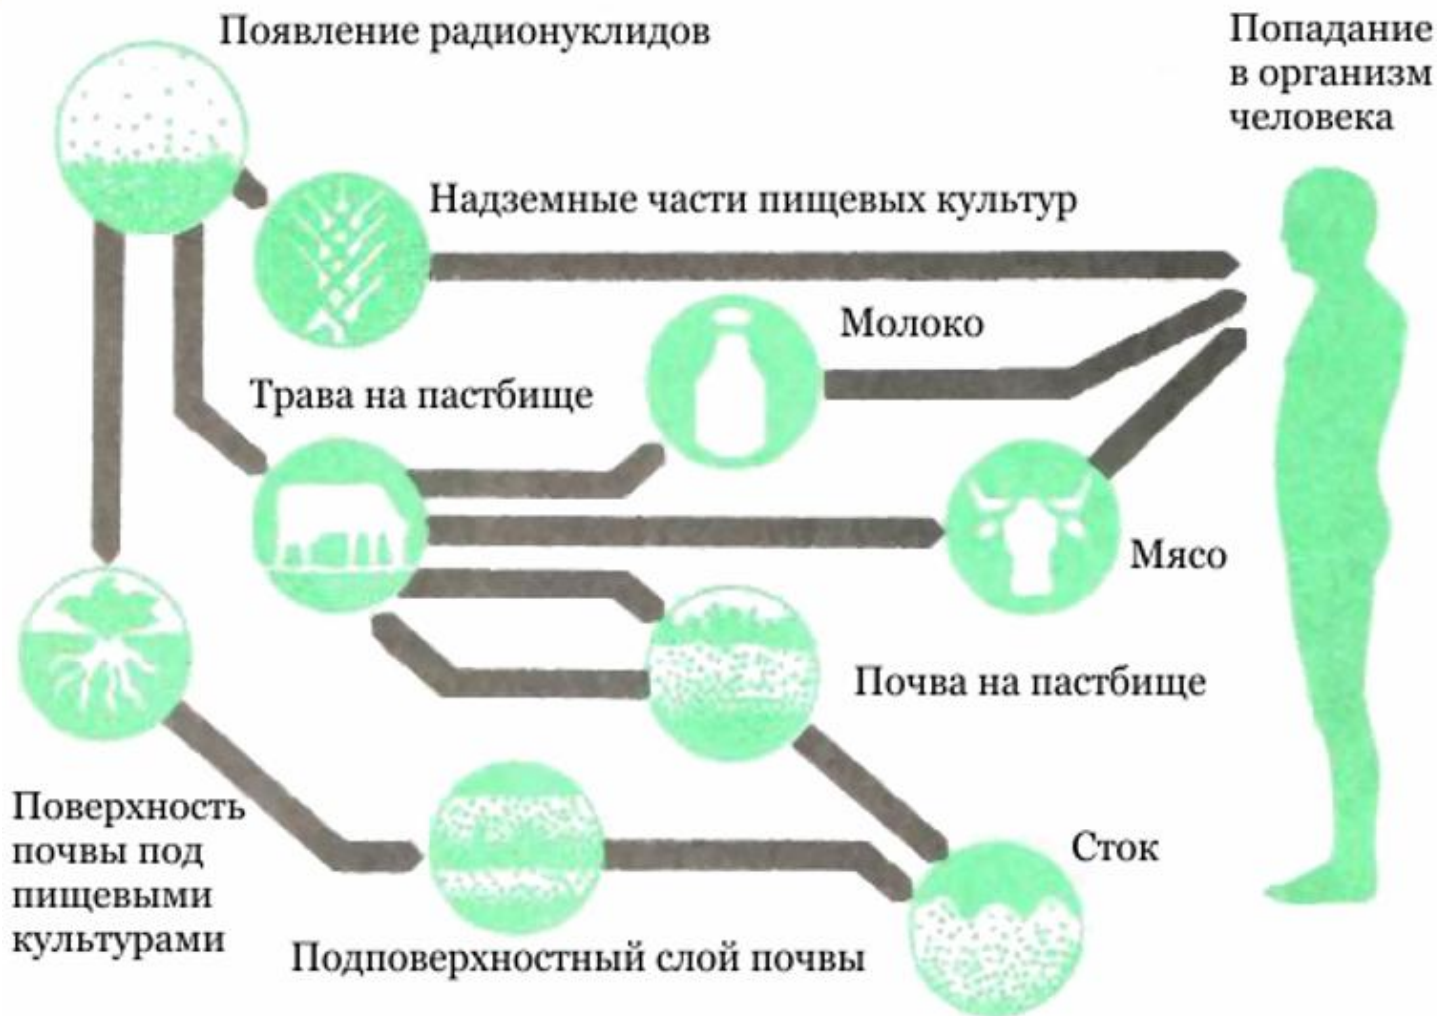 Появление радионуклидов
Попадание
в организм
человека
Надземные части пищевых культур
Молоко
Трава на пастбище
Мясо
Почва на пастбище
Поверхность
почвы под
пищевыми
культурами
Сток
Подповерхностный слой почвы